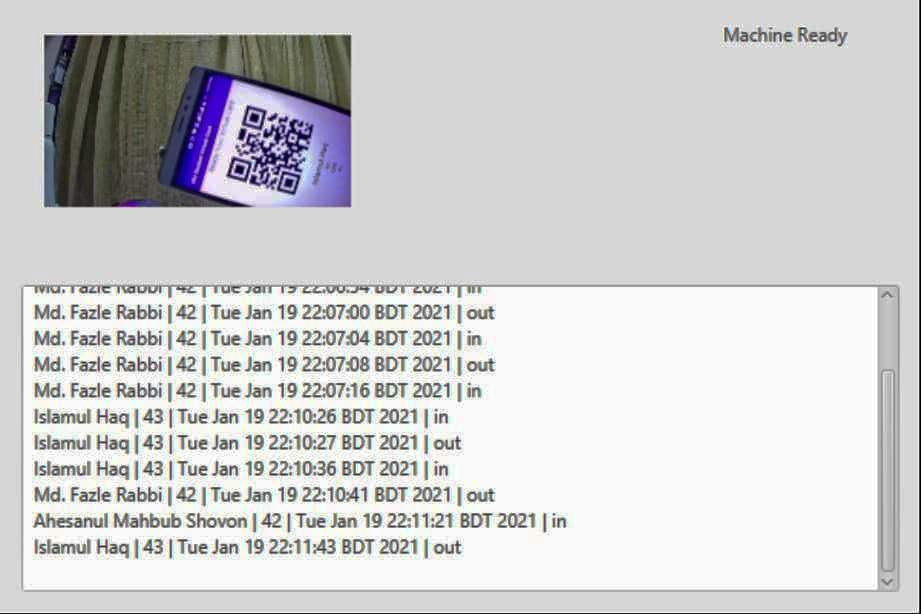 Machine Ready
Islamul Haq
Md. Fazle Rabbi | 42 | Tue Jan 19 22:06:54 BDT 2021 | in
Md. Fazle Rabbi | 42 | Tue Jan 19 22:07:00 BDT 2021 | out
Md. Fazle Rabbi | 42 | Tue Jan 19 22:07:04 BDT 2021 | in
Md. Fazle Rabbi | 42 | Tue Jan 19 22:07:08 BDT 2021 | out
Md. Fazle Rabbi | 42 | Tue Jan 19 22:07:16 BDT 2021 | in
Islamul Haq | 43 | Tue Jan 19 22:10:26 BDT 2021 | in
Islamul Haq | 43 | Tue Jan 19 22:10:27 BDT 2021 | out
Islamul Haq | 43 | Tue Jan 19 22:10:36 BDT 2021 | in
Md. Fazle Rabbi | 42 | Tue Jan 19 22:10:41 BDT 2021 | out
Ahesanul Mahbub Shovon | 42 | Tue Jan 19 22:11:21 BDT 2021 | in
Islamul Haq | 43 | Tue Jan 19 22:11:43 BDT 2021 | out